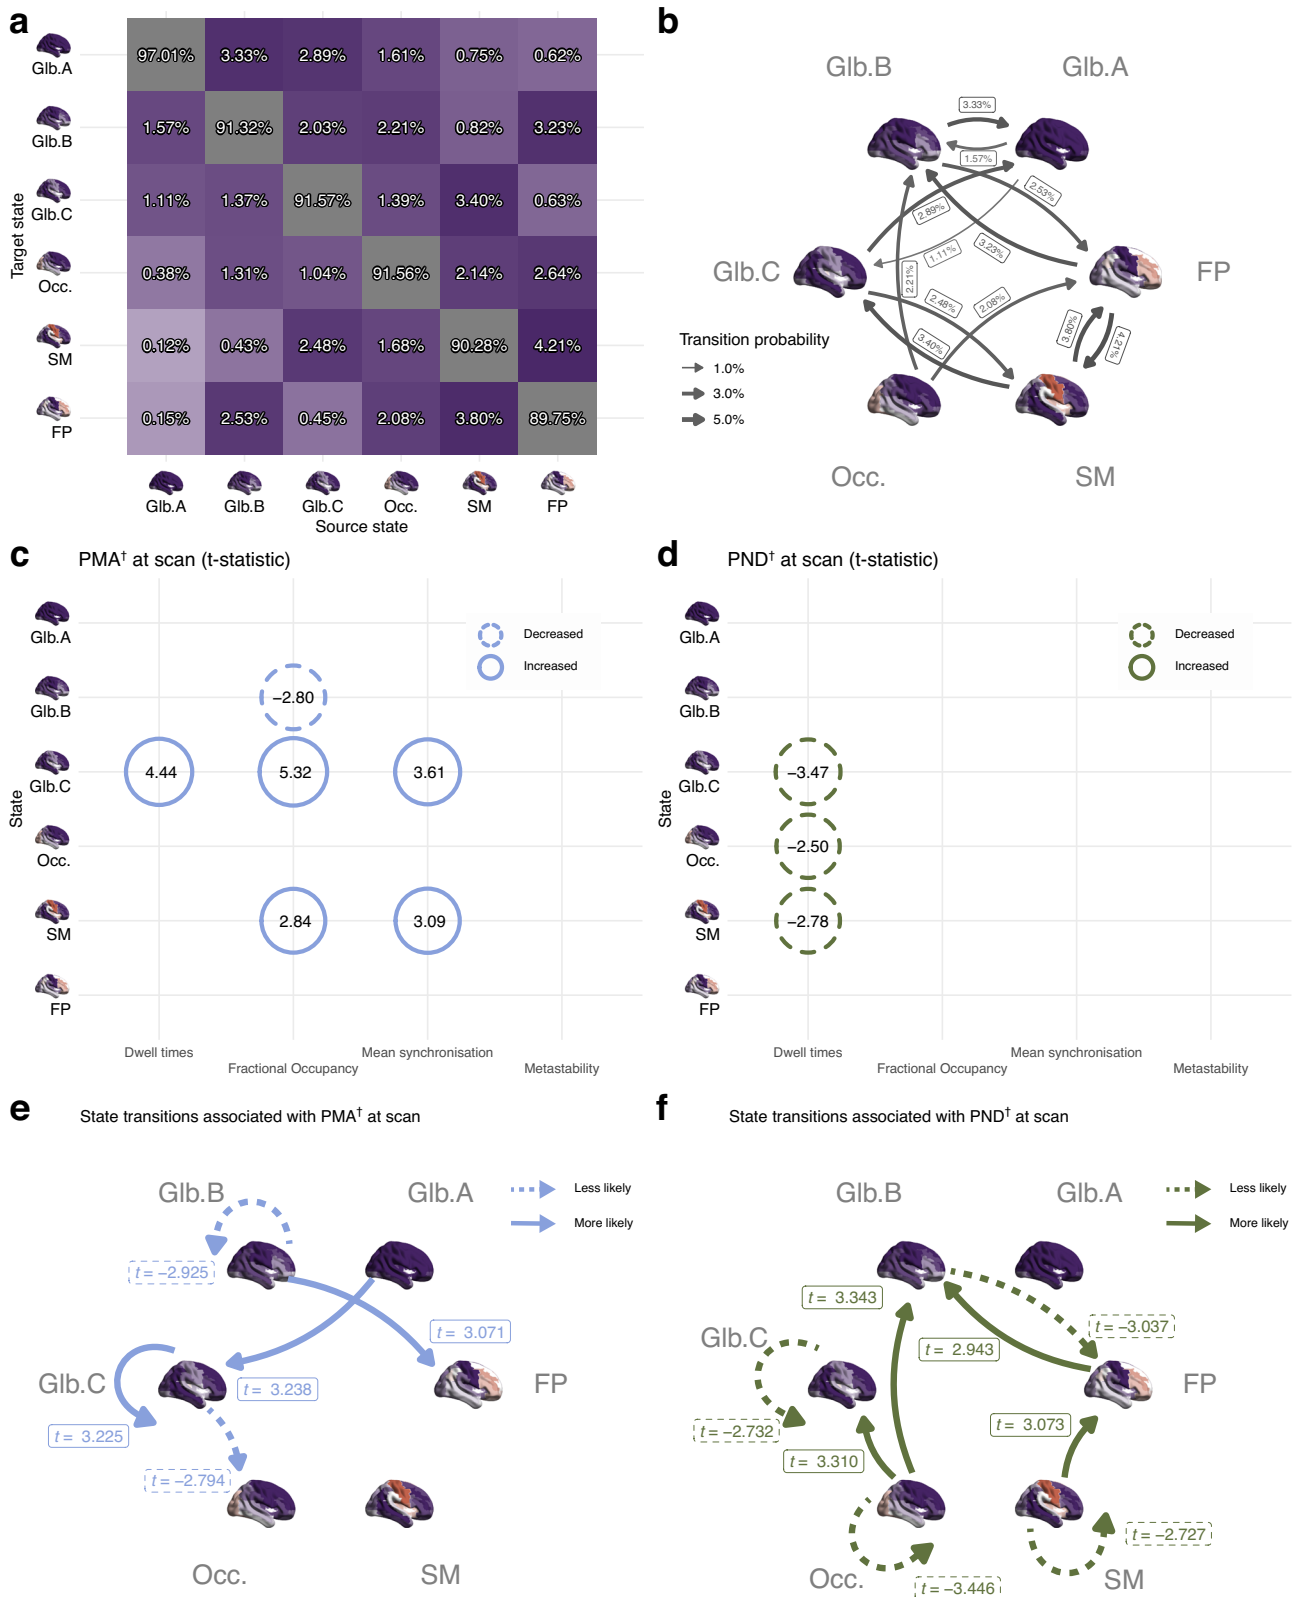 a
Glb.A 97.01% 3.33% 2.89% 1.61% 0.75% 0.62%
Glb.B 1.57% 91.32% 2.03% 2.21% 0.82% 3.23%
Glb.C 1.11% 1.37% 91.57% 1.39% 3.40% 0.63%
Occ. 0.38% 1.31% 1.04% 91.56% 2.14% 2.64%
SM 0.12% 0.43% 2.48% 1.68% 90.28% 4.21%
FP 0.15% 2.53% 0.45% 2.08% 3.80% 89.75%
Target state
Glb.A Glb.B Glb.C Occ. SM FP
Source state
b
Glb.B Glb.A
3.33%
1.57%
2.53%
2.89%
1.11%
3.23%
Glb.C
FP
2.21%
2.48%
2.08%
3.40%
3.80%
4.21%
Transition probability
1.0%
3.0%
5.0%
Occ. SM
c
PMA† at scan (t-statistic)
Decreased
Increased
State
Glb.A
Glb.B −2.80
Glb.C 4.44 5.32 3.61
Occ.
SM 2.84 3.09
FP
Dwell times
Fractional Occupancy
Mean synchronisation
Metastability
d
PND† at scan (t-statistic)
Decreased
Increased
State
Glb.A
Glb.B
Glb.C −3.47
Occ. −2.50
SM −2.78
FP
Dwell times
Fractional Occupancy
Mean synchronisation
Metastability
e
State transitions associated with PMA† at scan
Less likely
More likely
Glb.B Glb.A
t = −2.925
t = 3.071
Glb.C
FP
t = 3.238
t = 3.225
t = −2.794
Occ. SM
f
State transitions associated with PND† at scan
Less likely
More likely
Glb.B Glb.A
t = 3.343
t = −3.037
Glb.C
t = 2.943
FP
t = −2.732
t = 3.073
t = 3.310
t = −2.727
Occ.
t = −3.446
SM